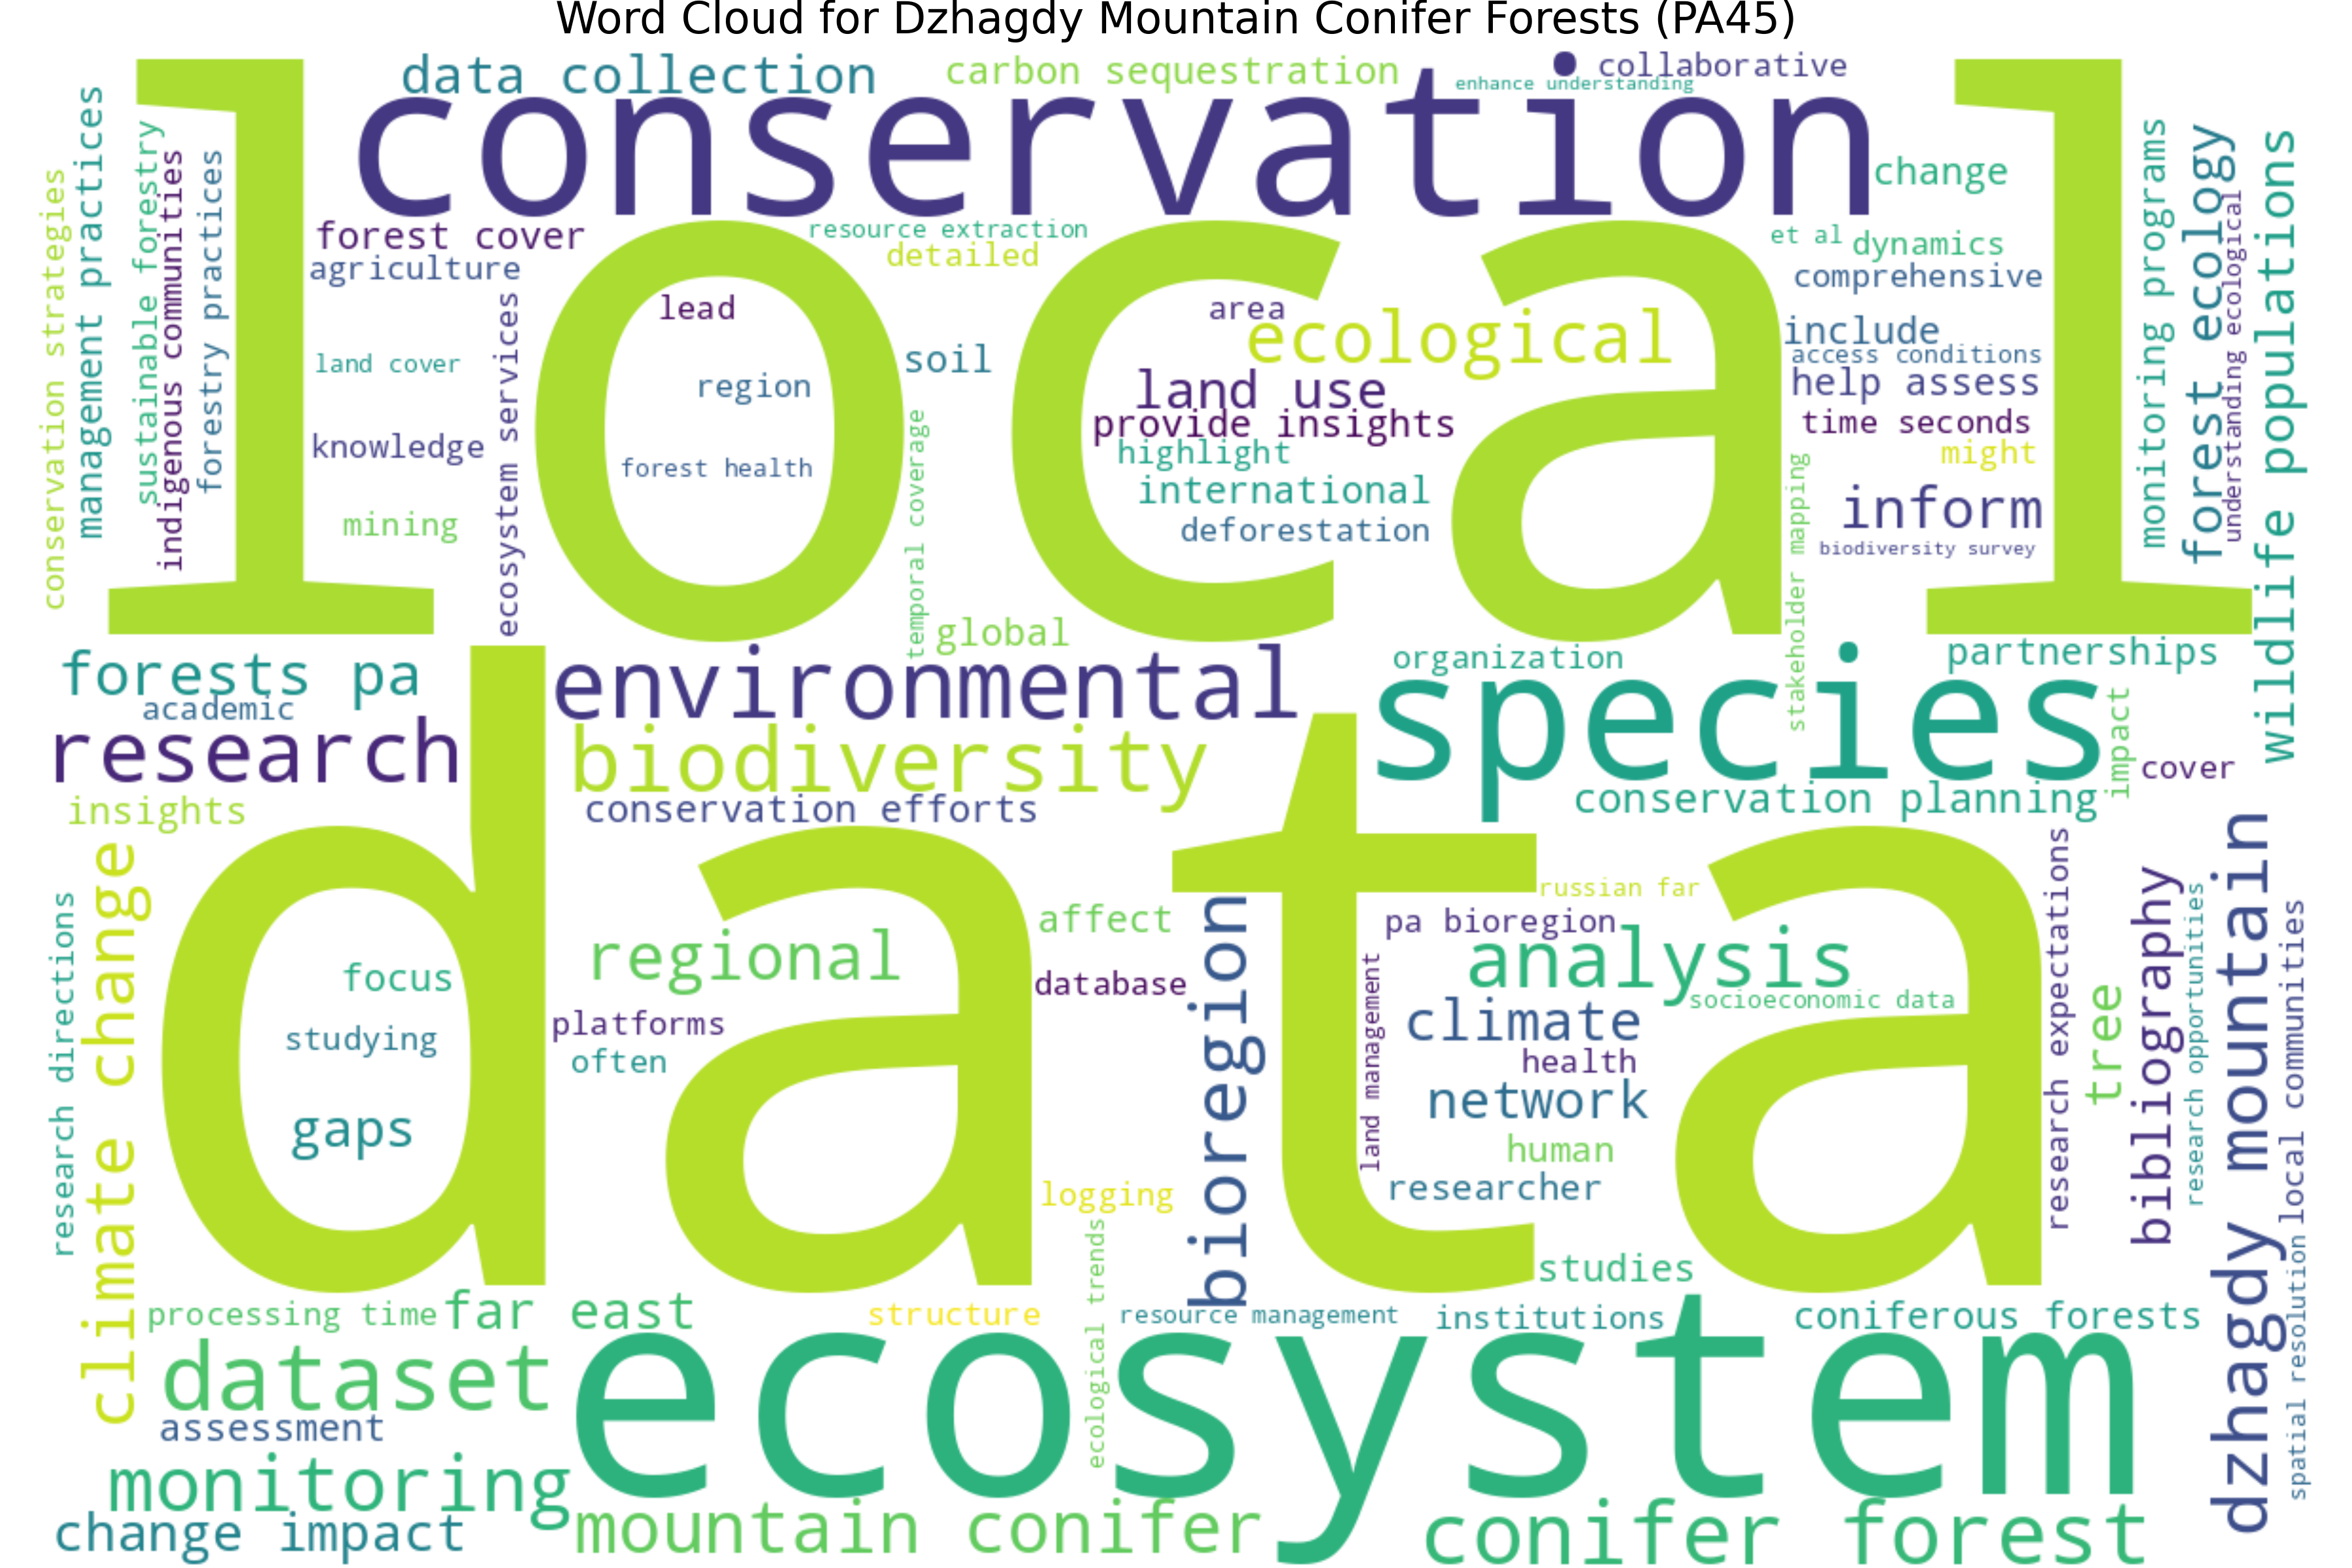 Word Cloud for Dzhagdy Mountain Conifer Forests (PA45)
data collection
carbon sequestration
enhance understanding
collaborative
conservation
change
conservation strategies
management practices
sustainable forestry
indigenous communities
forestry practices
local
forest cover
agriculture
land cover
knowledge
mining
ecosystem services
lead
region
forest health
resource extraction
detailed
soil
temporal coverage
global
area
ecological
land use
provide insights
highlight
international
deforestation
et al
dynamics
comprehensive
include
access conditions
help assess
time seconds
might
inform
biodiversity survey
stakeholder mapping
monitoring programs
forest ecology
understanding ecological
wildlife populations
forests pa
academic
research
insights
environmental
biodiversity
conservation efforts
organization
partnerships
species
impact
cover
conservation planning
data
research directions
climate change
focus
studying
gaps
regional
platforms
often
affect
database
logging
ecological trends
bioregion
russian far
pa bioregion
analysis
socioeconomic data
land management
climate
health
network
human
researcher
studies
research expectations
tree
bibliography
research opportunities
dzhagdy mountain
local communities
spatial resolution
processing time
far east
structure
resource management
institutions
coniferous forests
dataset
ecosystem
assessment
monitoring
change impact
mountain conifer
conifer forest